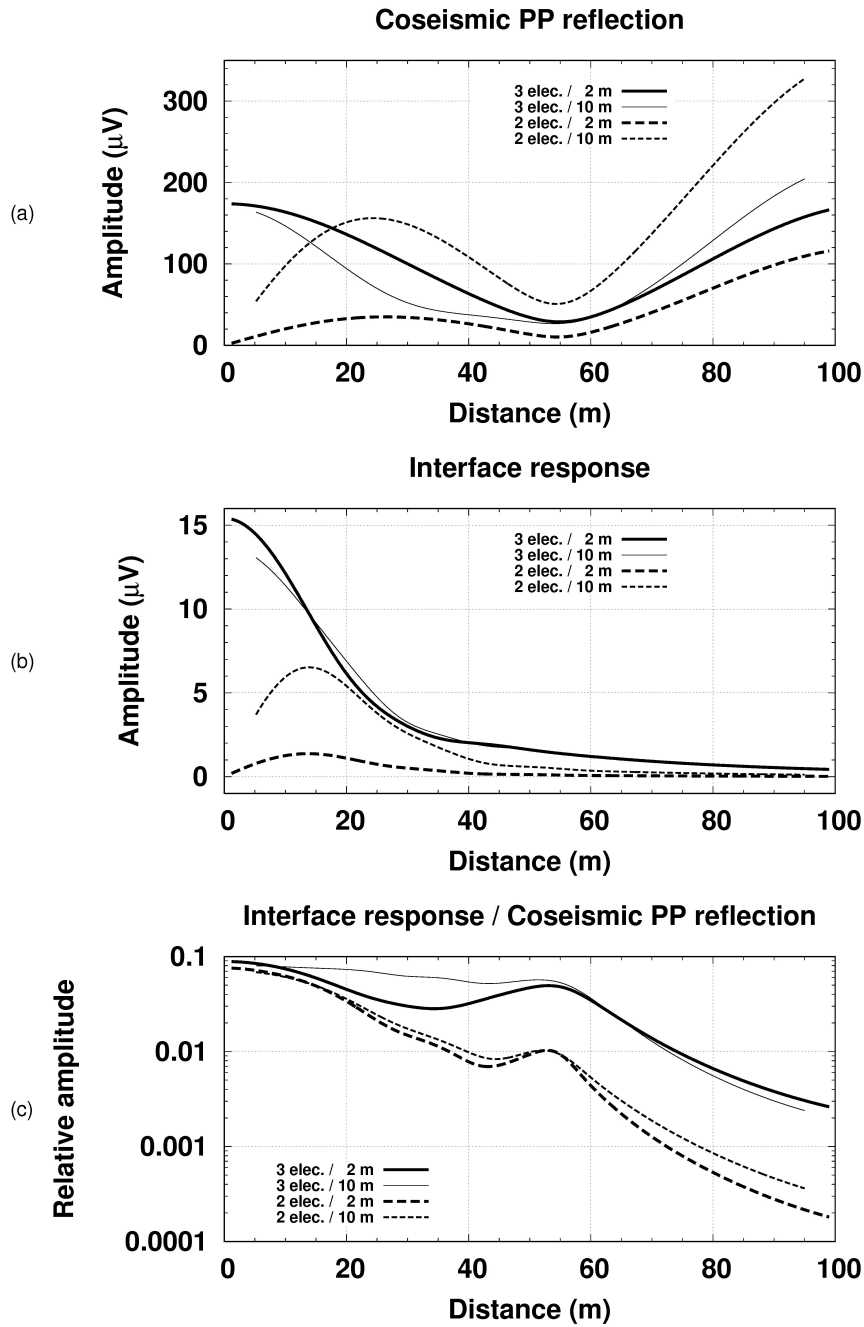 Coseismic PP reflection
(a)
Amplitude (μV)
300
200
100
0
3 elec. / 2 m
3 elec. / 10 m
2 elec. / 2 m
2 elec. / 10 m
0 20 40 60 80 100
Distance (m)
Interface response
(b)
Amplitude (μV)
15
10
5
0
3 elec. / 2 m
3 elec. / 10 m
2 elec. / 2 m
2 elec. / 10 m
0 20 40 60 80 100
Distance (m)
Interface response / Coseismic PP reflection
(c)
Relative amplitude
0.1
0.01
0.001
0.0001
3 elec. / 2 m
3 elec. / 10 m
2 elec. / 2 m
2 elec. / 10 m
0 20 40 60 80 100
Distance (m)